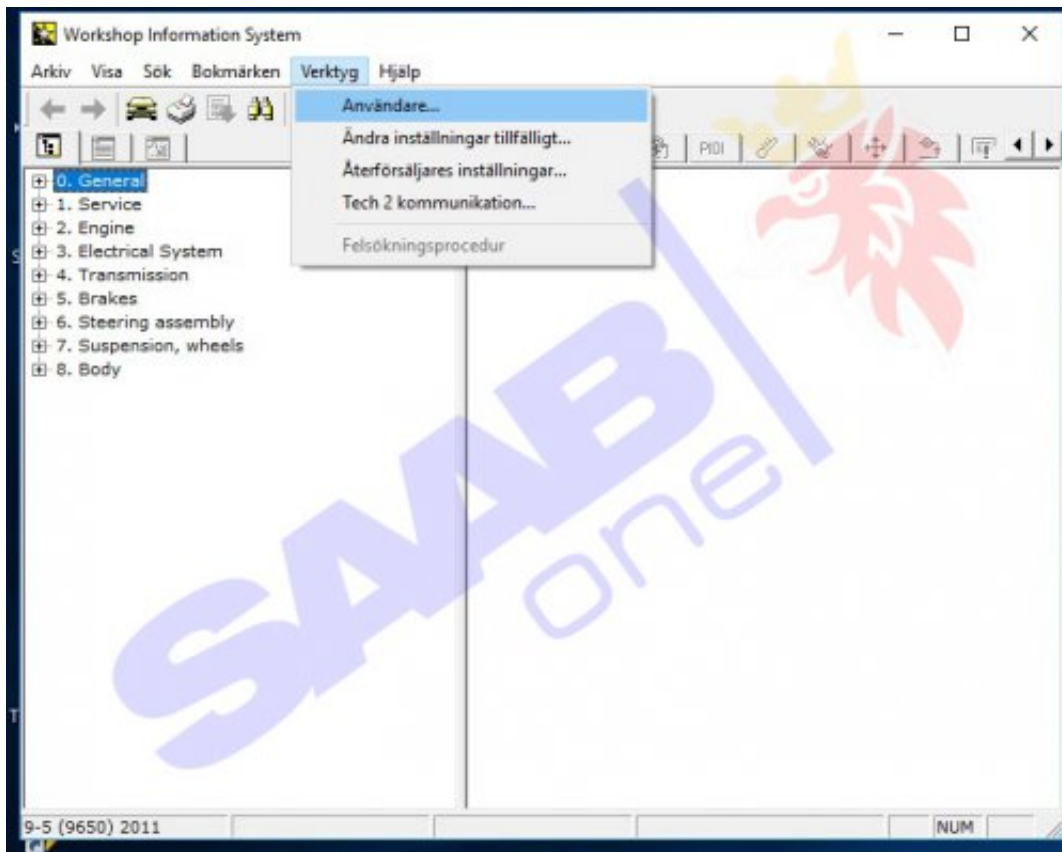 Workshop Information System
Arkiv Visa Sök Bokmärken Verktyg Hjälp
Användare...
Ändra inställningar tillfälligt...
Återförsäljares inställningar...
Tech 2 kommunikation...
Felsökningsprocedur
PIDI
0. General
1. Service
2. Engine
3. Electrical System
4. Transmission
5. Brakes
6. Steering assembly
7. Suspension, wheels
8. Body
SAAB
one
9-5 (9650) 2011
NUM